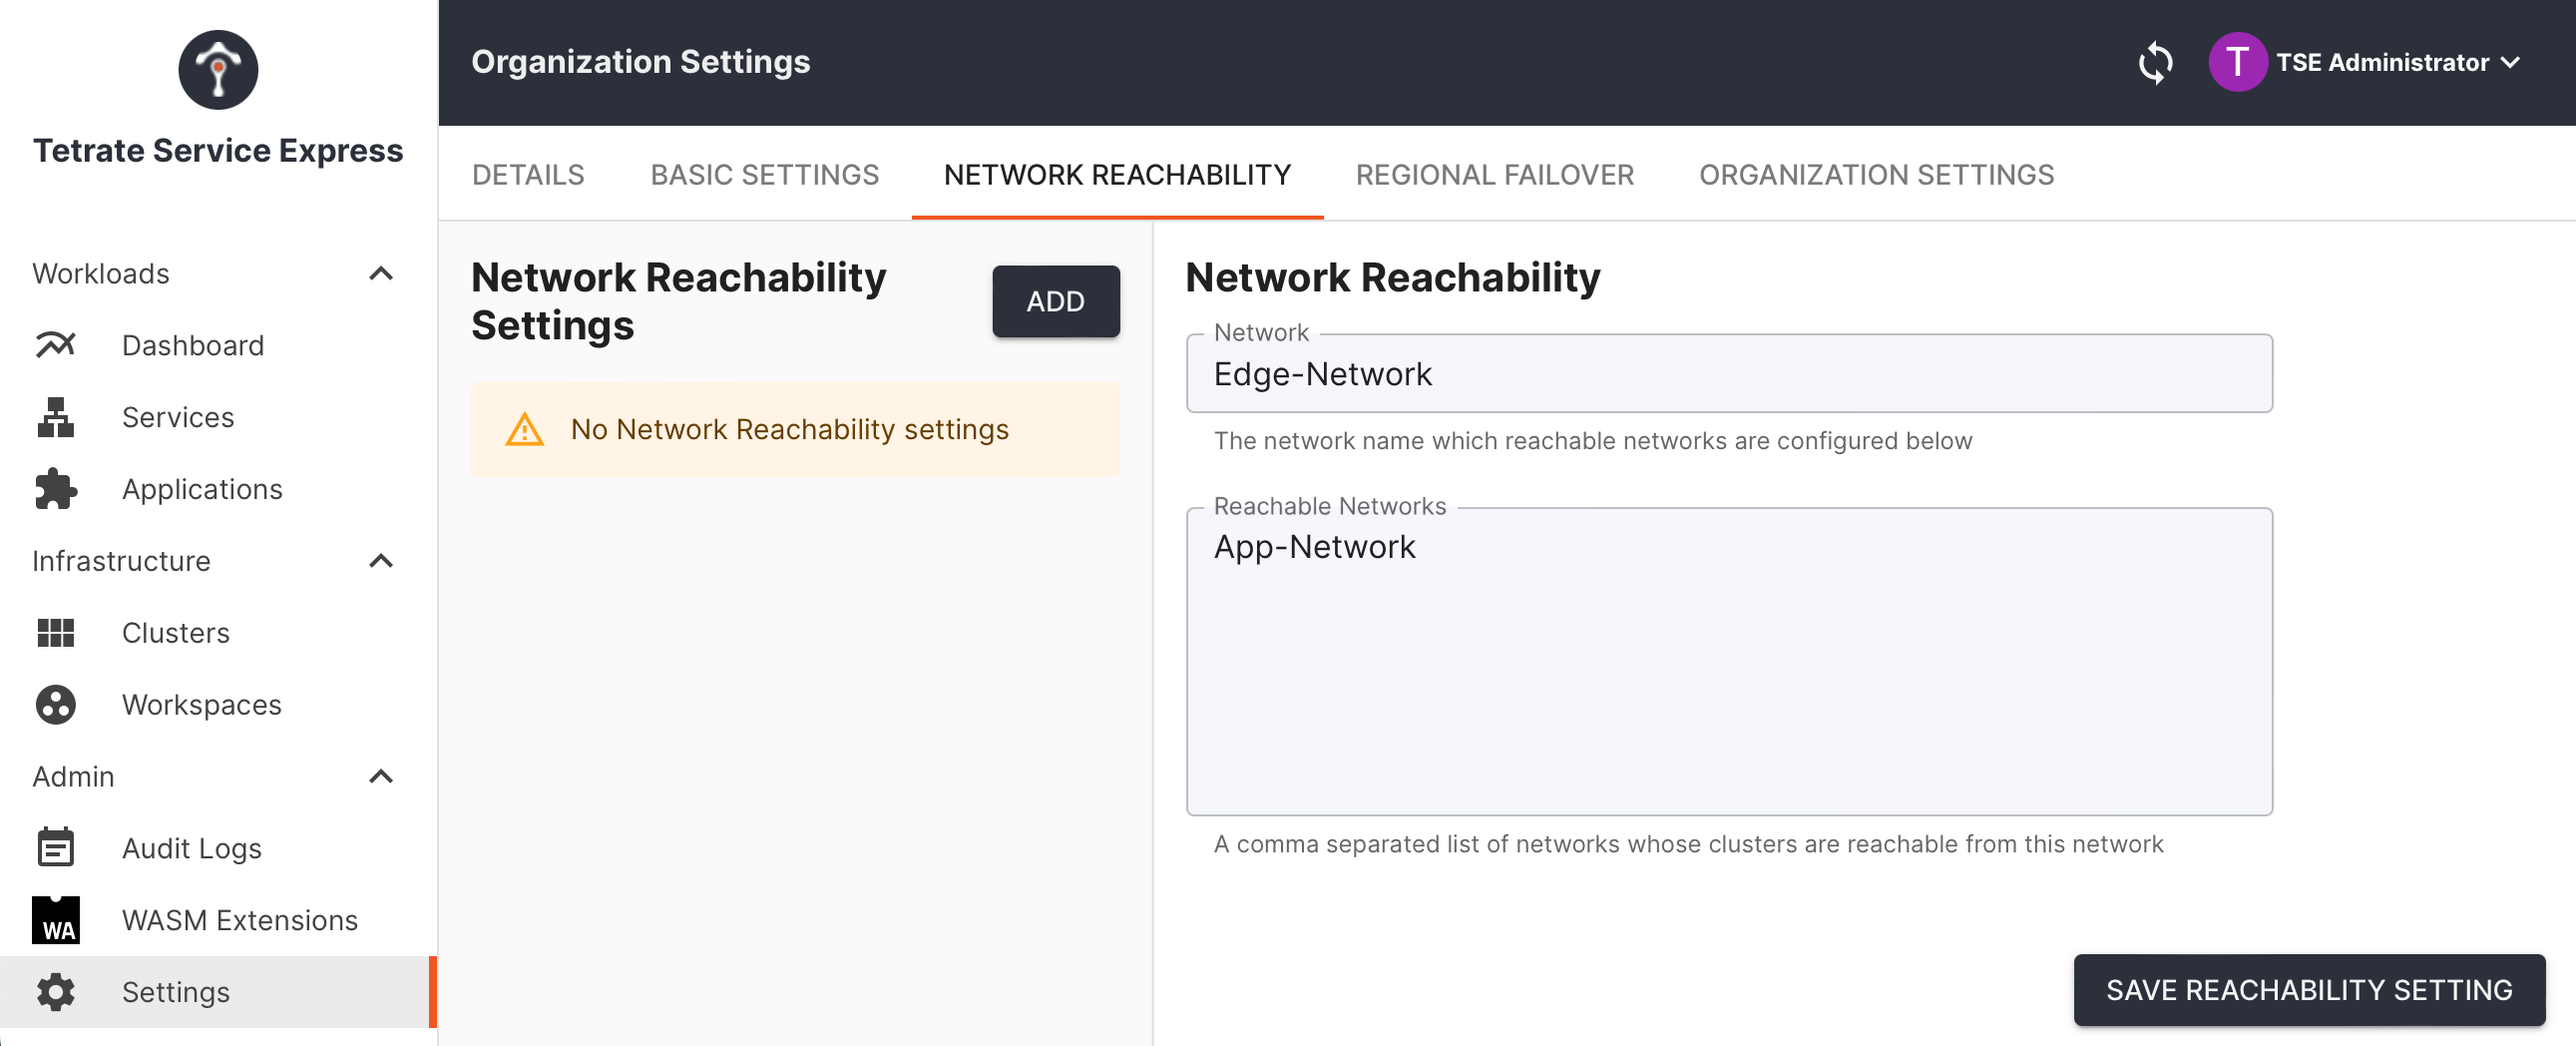 Tetrate Service Express
Workloads
Dashboard
Services
Applications
Infrastructure
Clusters
Workspaces
Admin
Audit Logs
WA
WASM Extensions
Settings
Organization Settings
T
TSE Administrator
DETAILS
BASIC SETTINGS
NETWORK REACHABILITY
REGIONAL FAILOVER
ORGANIZATION SETTINGS
Network Reachability
Settings
ADD
No Network Reachability settings
Network Reachability
Network
Edge-Network
The network name which reachable networks are configured below
Reachable Networks
App-Network
A comma separated list of networks whose clusters are reachable from this network
SAVE REACHABILITY SETTING